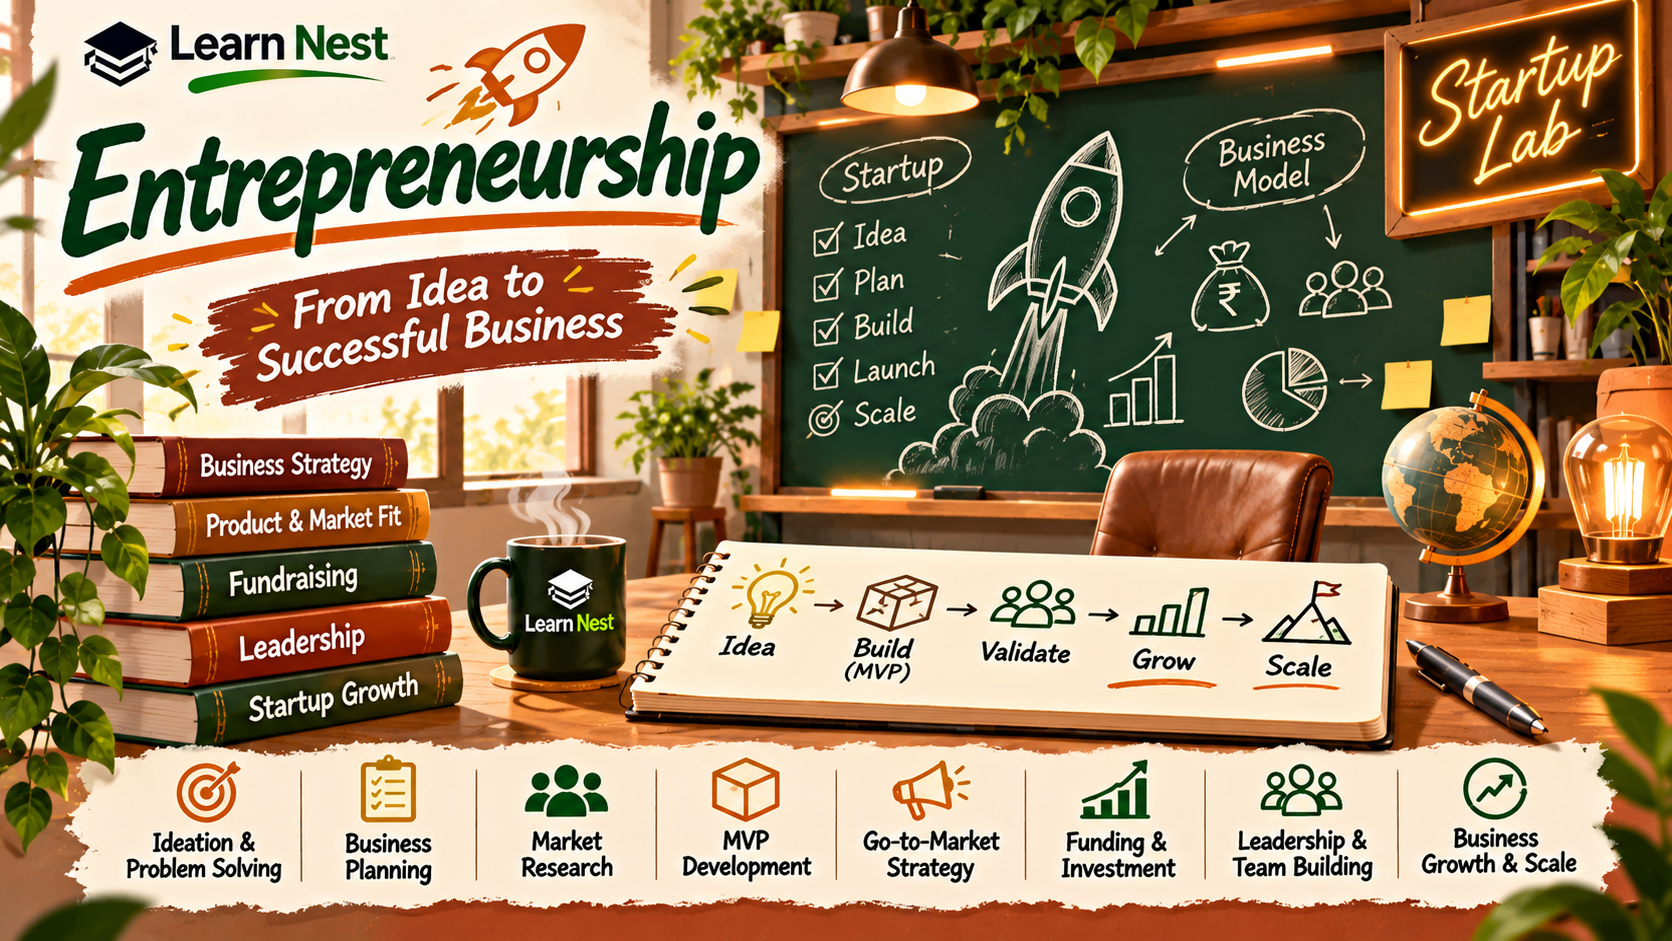 Learn Nest
Entrepreneurship
From Idea to
Successful Business
Startup
Idea
Plan
Build
Launch
Scale
Business
Model
₹
Startup
Lab
Business Strategy
Product & Market Fit
Fundraising
Leadership
Startup Growth
Learn Nest
Idea
Build
(MVP)
Validate
Grow
Scale
Ideation &
Problem Solving
Business
Planning
Market
Research
MVP
Development
Go-to-Market
Strategy
Funding &
Investment
Leadership &
Team Building
Business
Growth & Scale